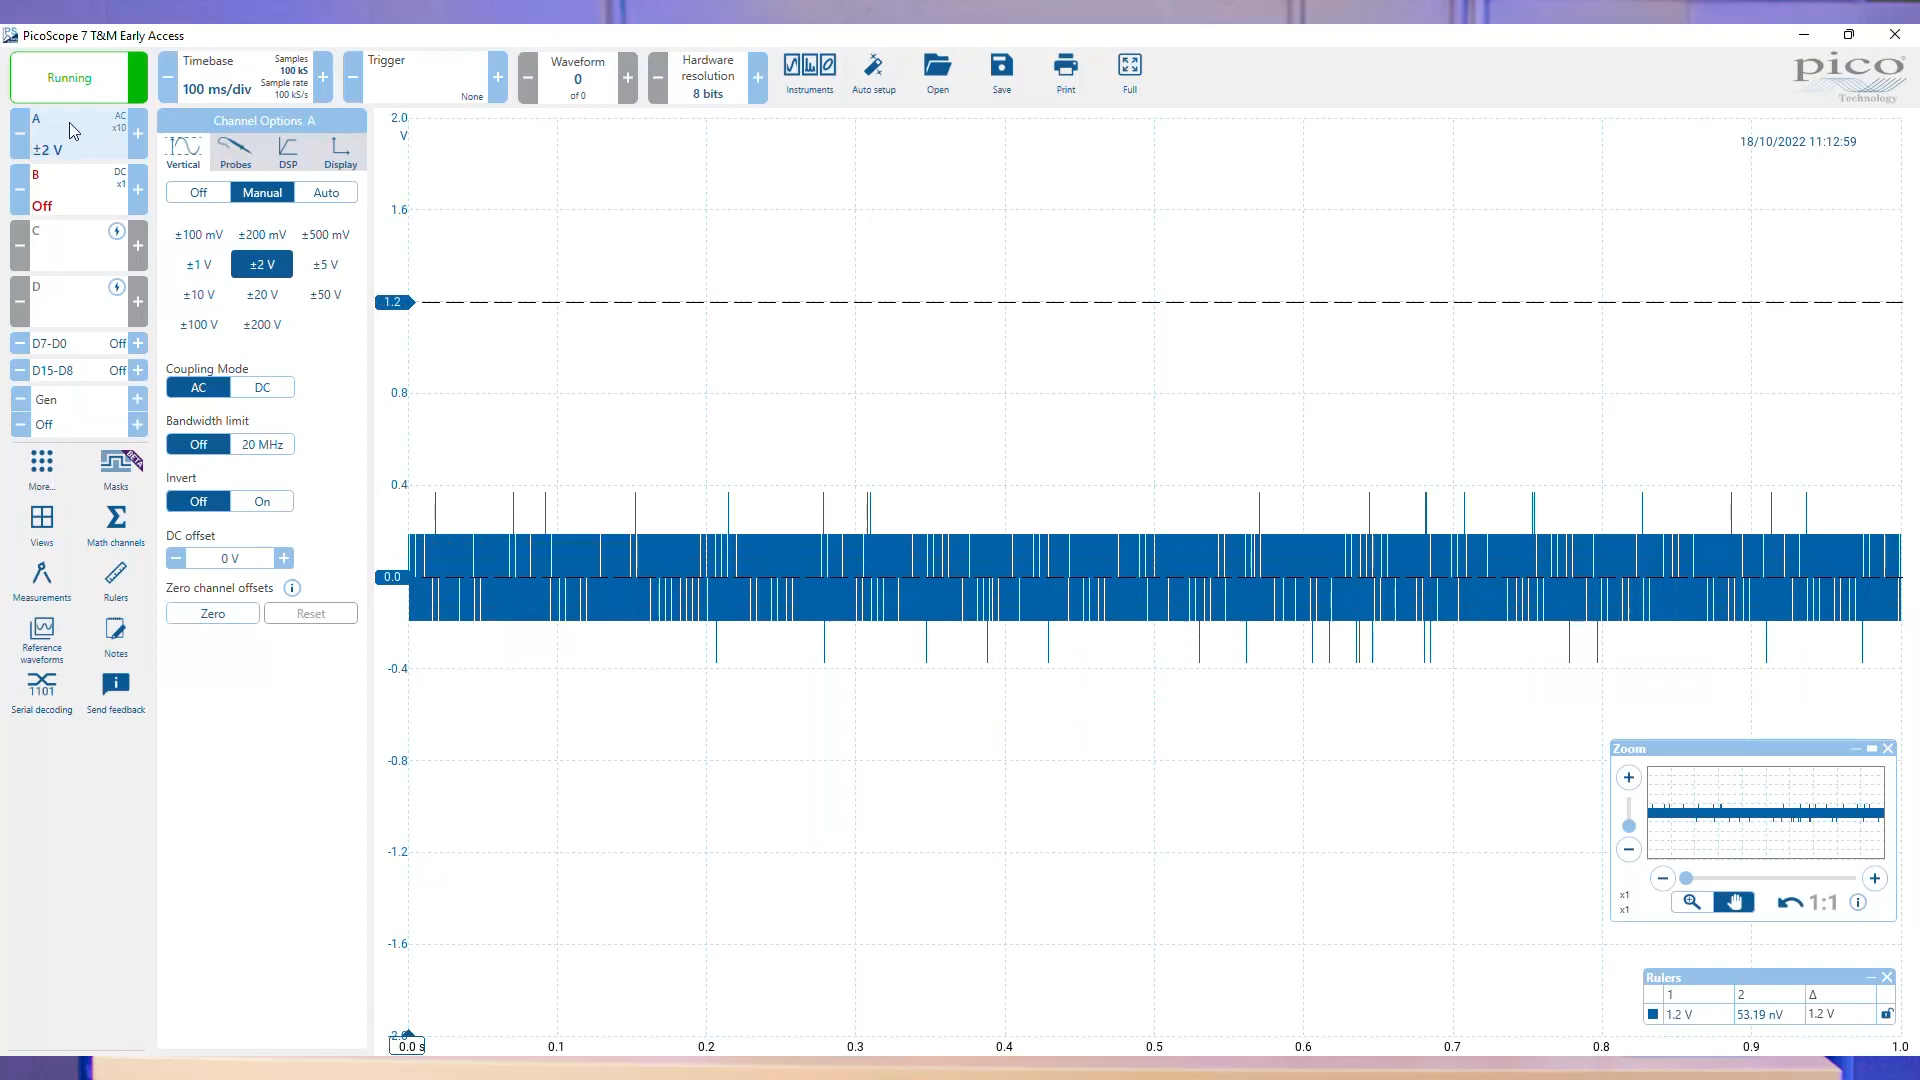 PicoScope 7 T&M Early Access
Running
Timebase
100 ms/div
Samples
100 kS
Sample rate
100 kS/s
Trigger
None
Waveform
0
of 0
Hardware
resolution
8 bits
Instruments
Auto setup
Open
Save
Print
Full
pico
Technology
A
AC
x10
±2 V
B
DC
x1
Off
C
D
D7-D0
Off
D15-D8
Off
Gen
Off
More...
Masks
BETA
Views
Math channels
Measurements
Rulers
Reference
waveforms
Notes
1101
Serial decoding
Send feedback
Channel Options A
Vertical
Probes
DSP
Display
Off
Manual
Auto
±100 mV
±200 mV
±500 mV
±1 V
±2 V
±5 V
±10 V
±20 V
±50 V
±100 V
±200 V
Coupling Mode
AC
DC
Bandwidth limit
Off
20 MHz
Invert
Off
On
DC offset
0 V
Zero channel offsets
Zero
Reset
18/10/2022 11:12:59
2.0
V
1.6
1.2
0.8
0.4
0.0
-0.4
-0.8
-1.2
-1.6
-2.0
0.0 s
0.1
0.2
0.3
0.4
0.5
0.6
0.7
0.8
0.9
1.0
Zoom
x1
x1
1:1
Rulers
1
2
Δ
1.2 V
53.19 nV
1.2 V